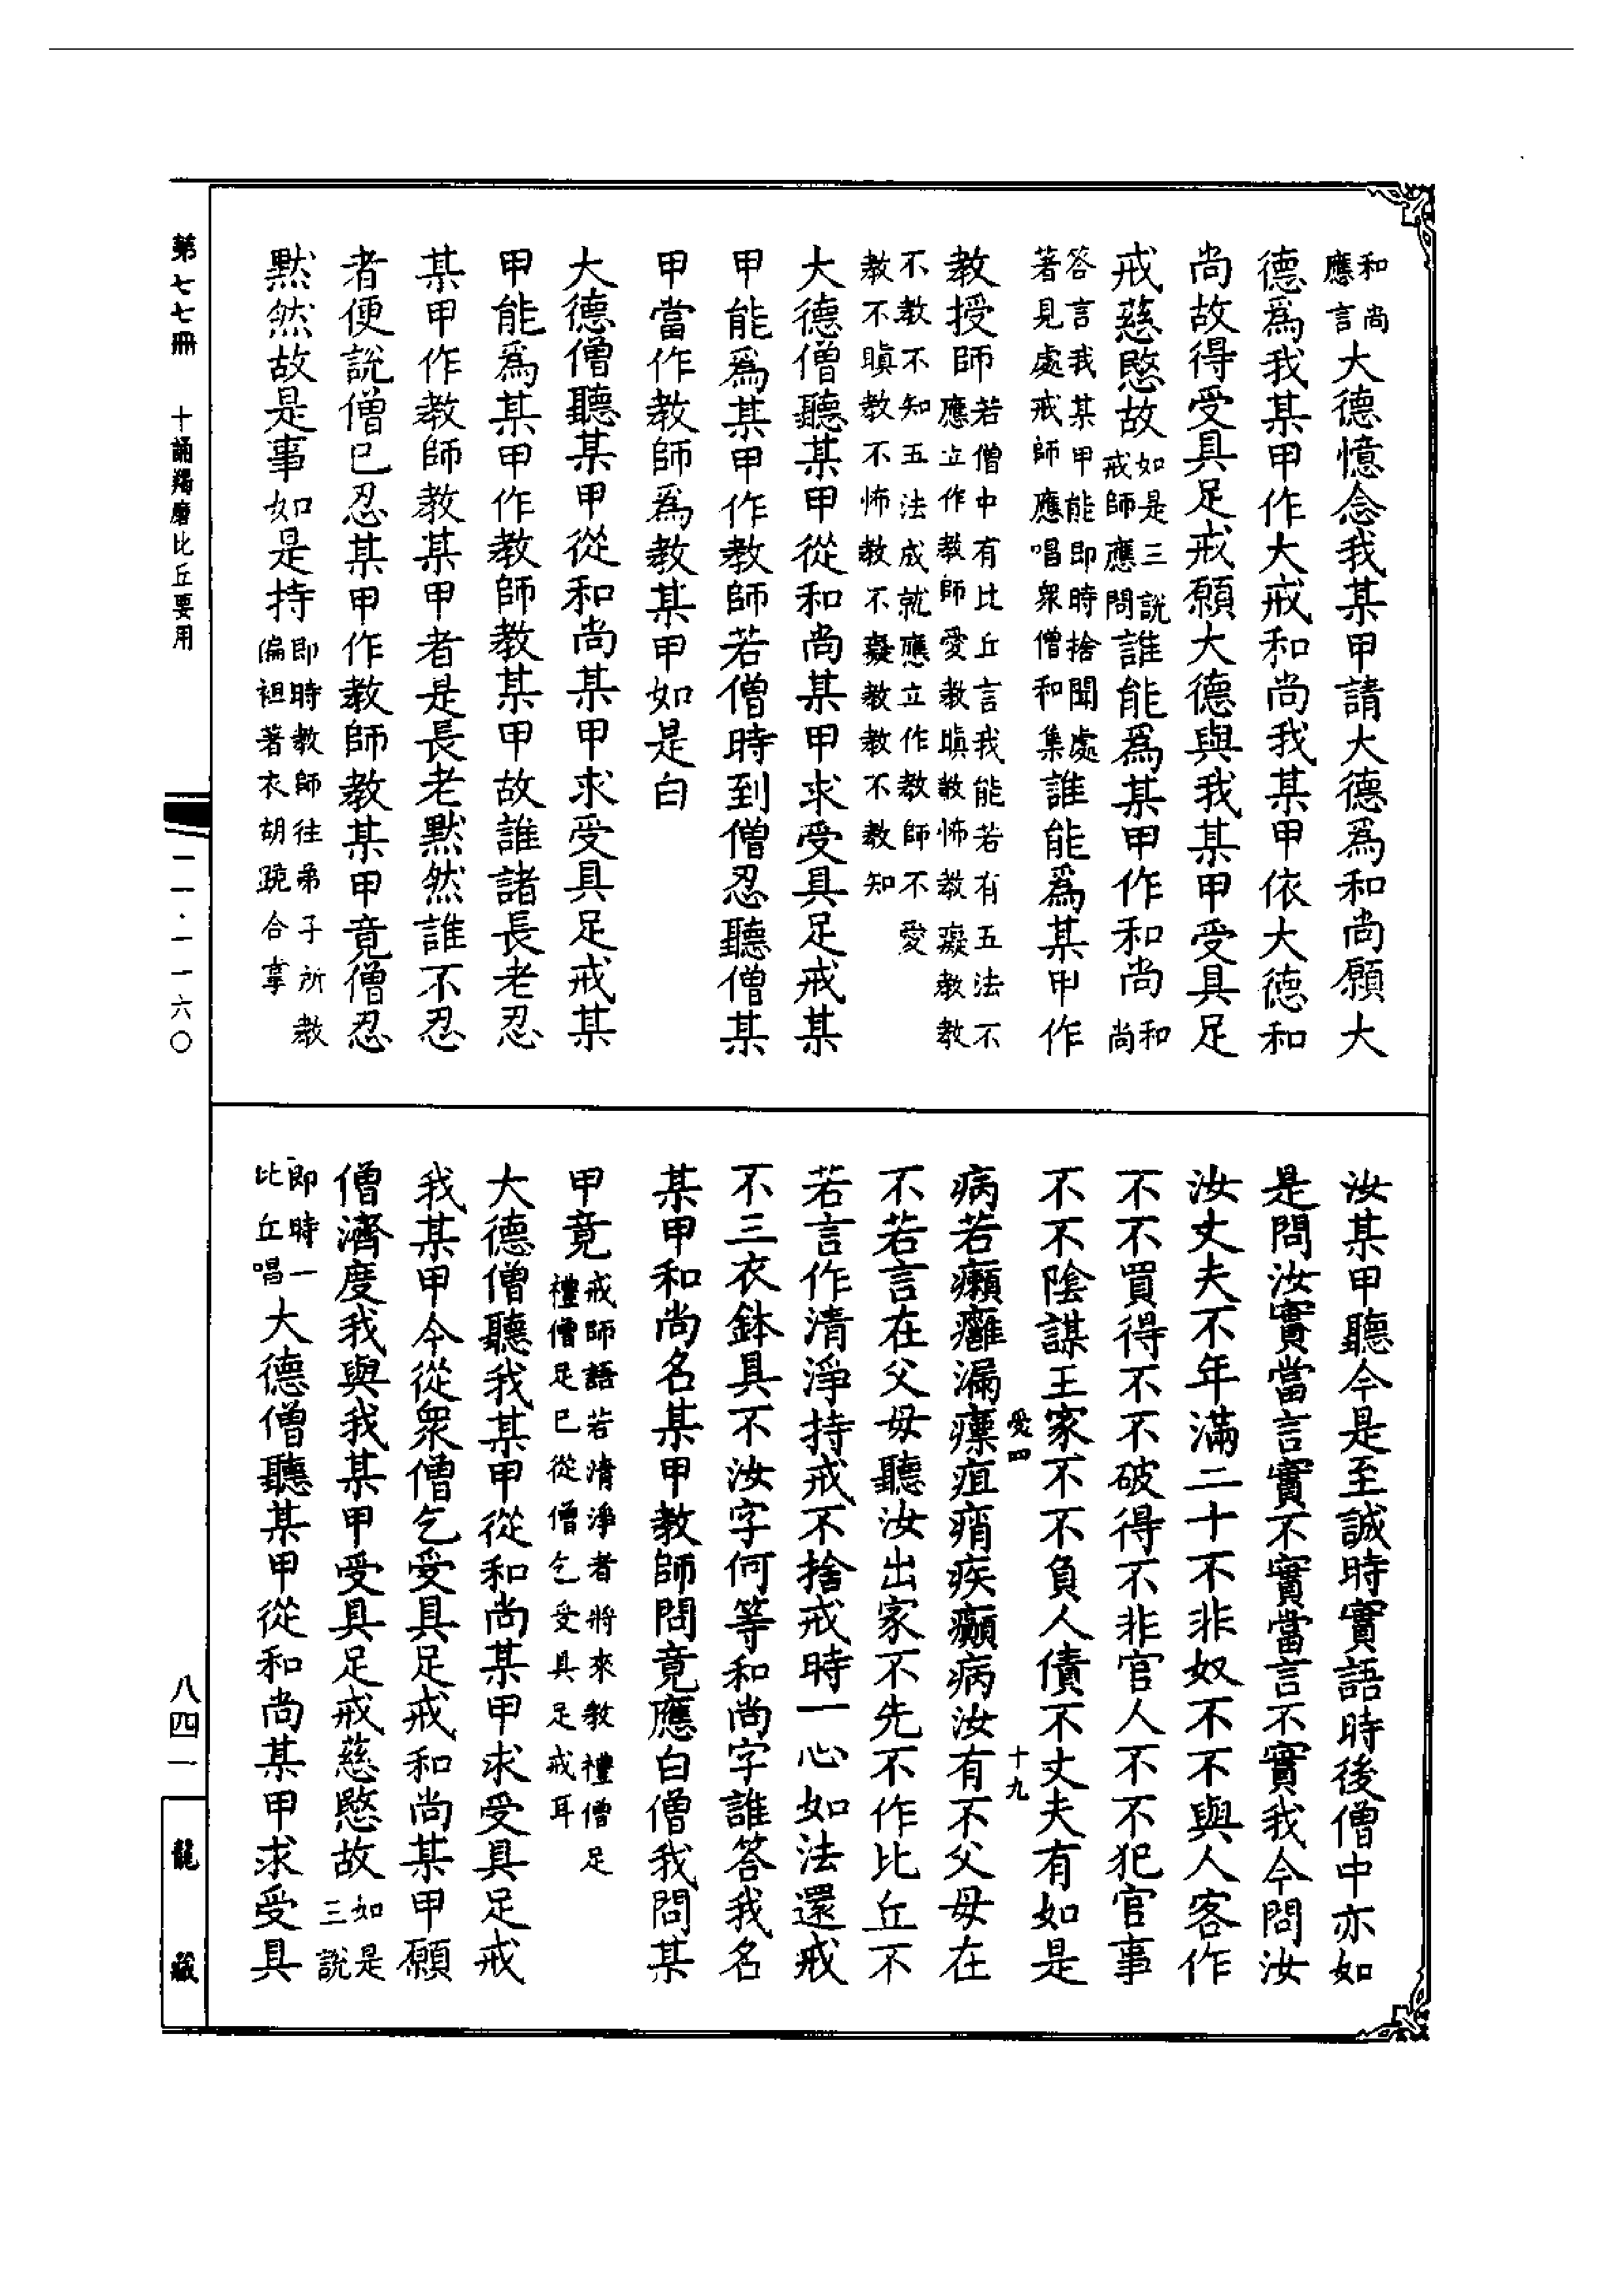 和尚
應言大德憶念我某甲請大德爲和尚願大
德爲我某甲作大戒和尚我某甲依大德和
尚故得受具足戒願大德與我某甲受具足
戒慈愍故如是三說
戒師應問誰能爲某甲作和尚和
尚
答言我某甲能即時捨聞處
著見處戒師應唱衆僧和集誰能爲某甲作
教授師若僧中有比丘言我能若有五法不
應立作教師愛教瞋教怖教癡教教
不教不知五法成就應立作教師不愛
教不瞋教不怖教不癡教教不教知
大德僧聽某甲從和尚某甲求受具足戒某
甲能爲某甲作教師若僧時到僧忍聽僧某
甲當作教師爲教某甲如是白
大德僧聽某甲從和尚某甲求受具足戒某
甲能爲某甲作教師教某甲故誰諸長老忍
某甲作教師教某甲者是長老默然誰不忍
者便說僧已忍某甲作教師教某甲竟僧忍
默然故是事如是持即時教師往弟子所教
偏袒著衣胡跪合掌
汝某甲聽今是至誠時實語時後僧中亦如
是問汝實當言實不實當言不實我今問汝
汝丈夫不年滿二十不非奴不不與人客作
不不買得不不破得不非官人不不犯官事
不不陰謀王家不不負人債不丈夫有如是
愛四
十九
病若癩癰漏瘭疽痟疾癲病汝有不父母在
不若言在父母聽汝出家不先不作比丘不
若言作清淨持戒不捨戒時一心如法還戒
不三衣鉢具不汝字何等和尚字誰答我名
某甲和尚名某甲教師問竟應白僧我問某
甲竟戒師語若清淨者將來教禮僧足
禮僧足已從僧乞受具足戒耳
大德僧聽我某甲從和尚某甲求受具足戒
我某甲今從衆僧乞受具足戒和尚某甲願
僧濟度我與我某甲受具足戒慈愍故如是
三說
即時一
比丘唱大德僧聽某甲從和尚某甲求受具
第七七冊 十誦羯磨比丘要用
一一·一一六〇
八四一
龍藏